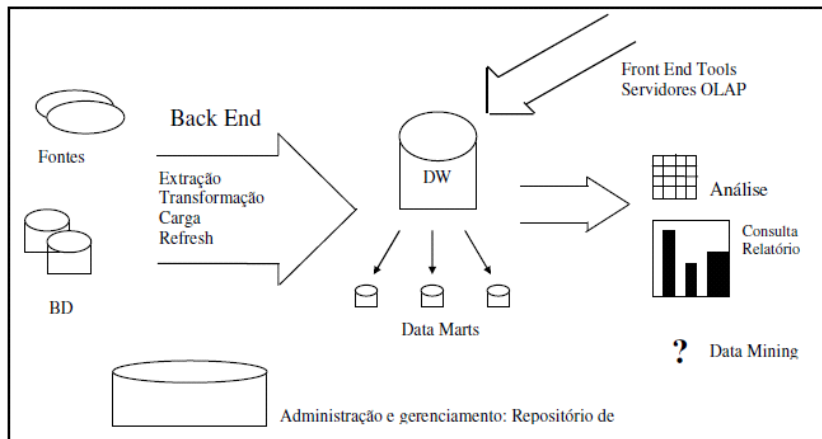 Front End Tools
Servidores OLAP
Back End
Fontes
Extração
Transformação
Carga
Refresh
DW
Análise
Consulta
Relatório
BD
Data Marts
? Data Mining
Administração e gerenciamento: Repositório de